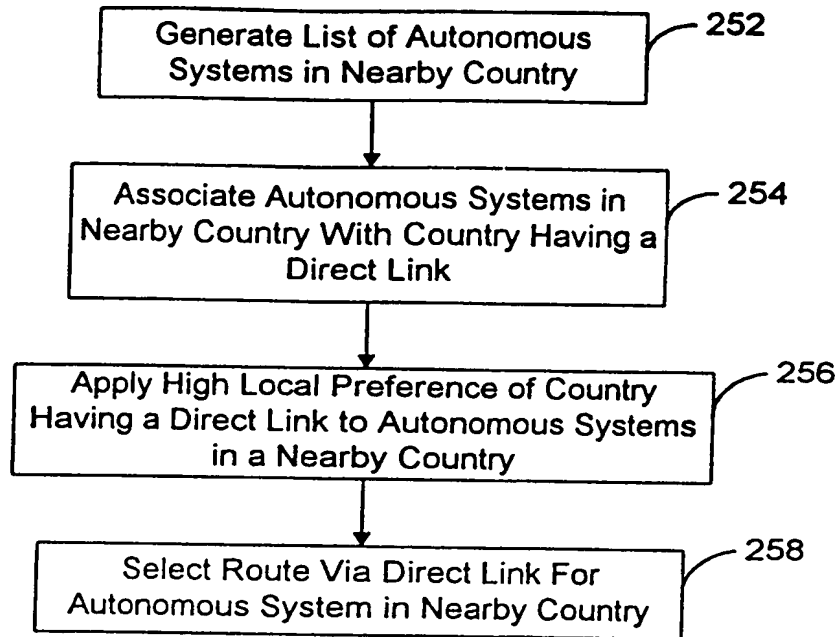 Generate List of Autonomous
Systems in Nearby Country
252
Associate Autonomous Systems in
Nearby Country With Country Having a
Direct Link
254
Apply High Local Preference of Country
Having a Direct Link to Autonomous Systems
in a Nearby Country
256
Select Route Via Direct Link For
Autonomous System in Nearby Country
258